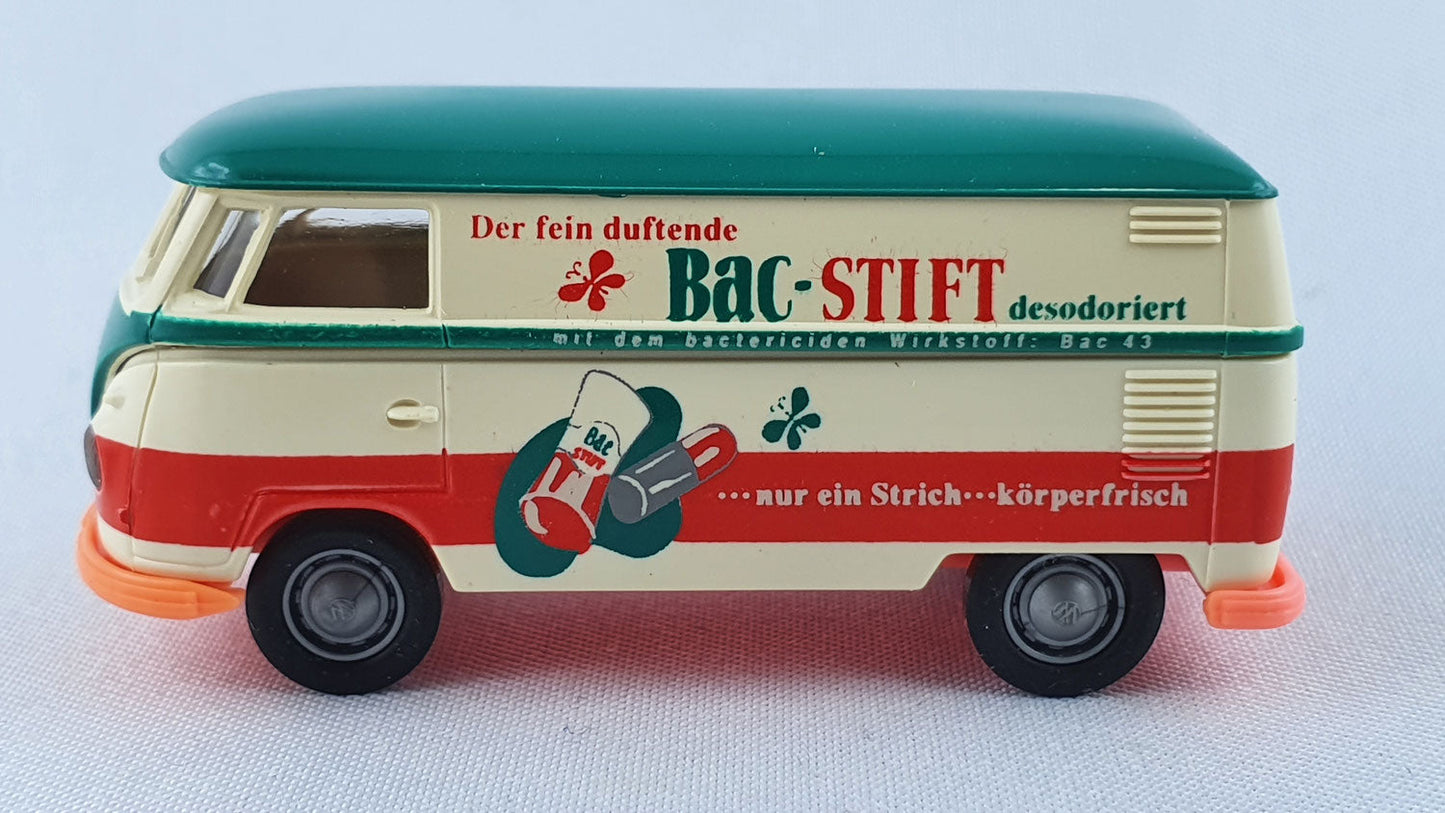 Der fein duftende
Bac-STIFT desodoriert
mit dem bactericiden Wirkstoff: Bac 43
Bac
STIFT
...nur ein Strich...körperfrisch